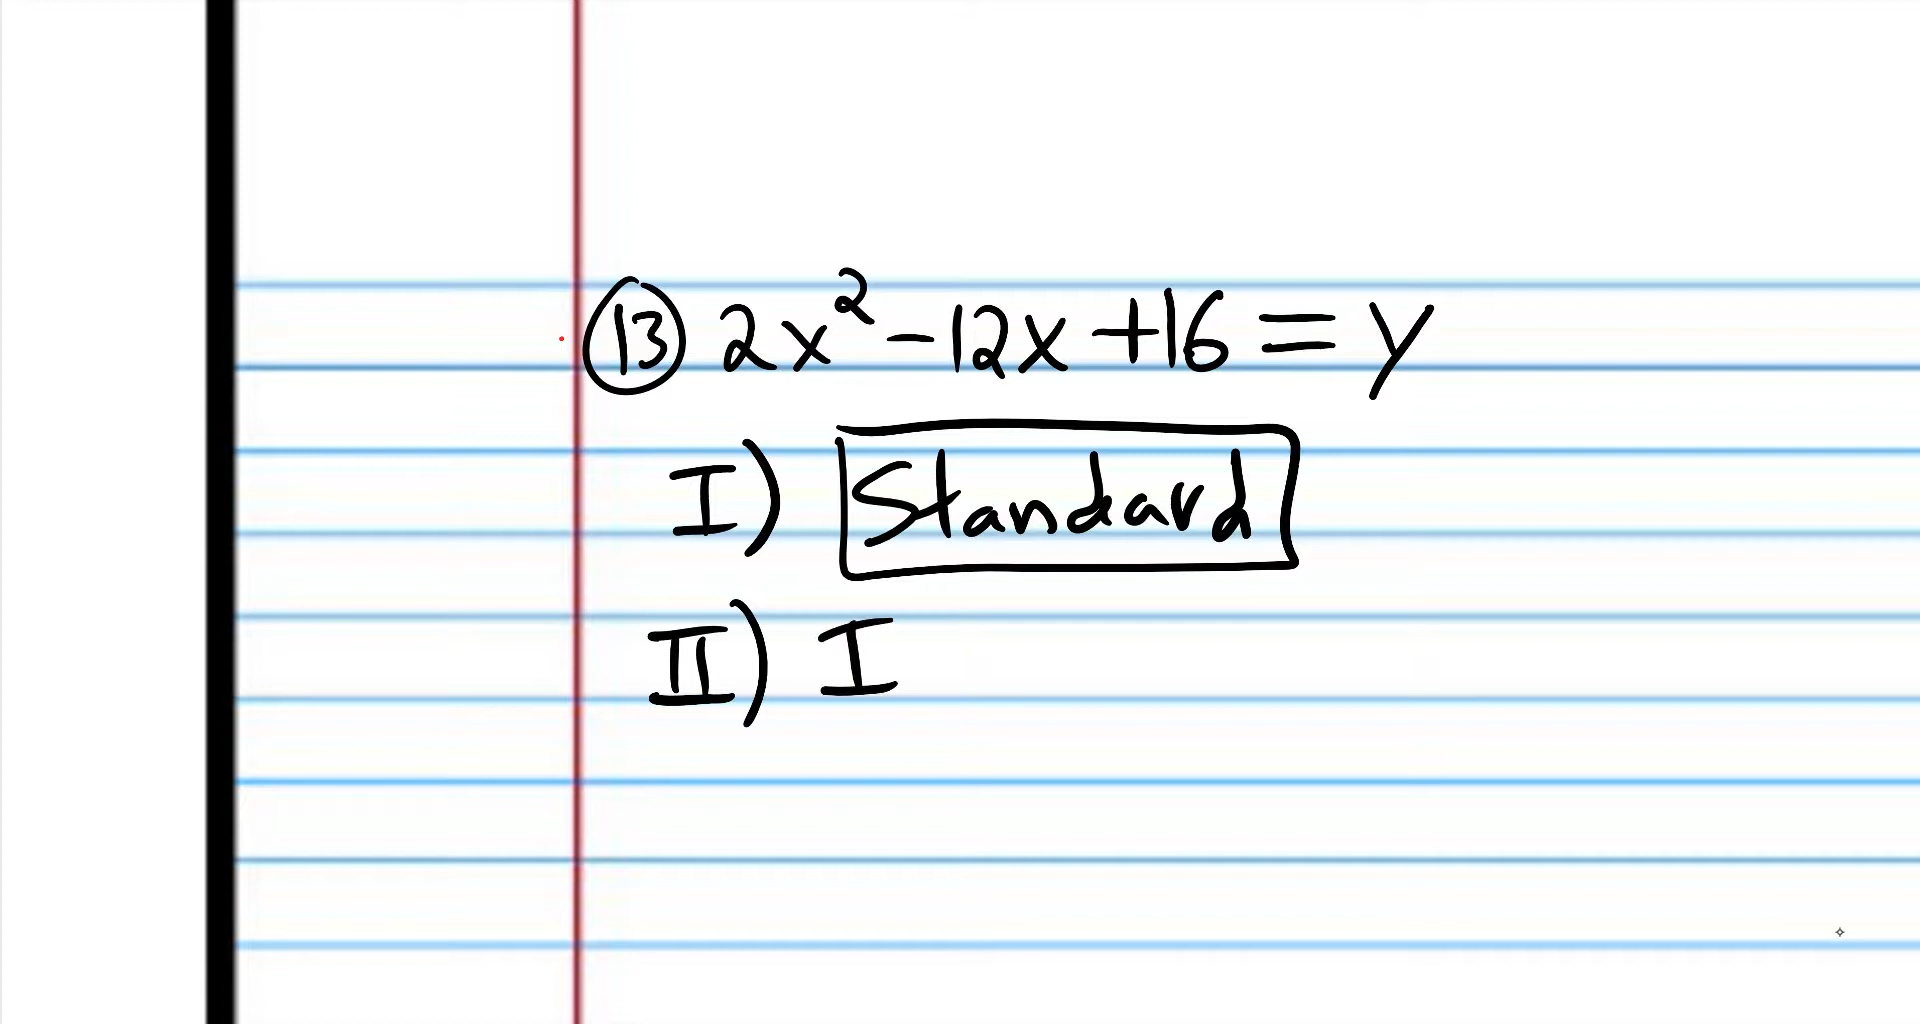 13 2x² - 12x + 16 = y
I) Standard
II) I